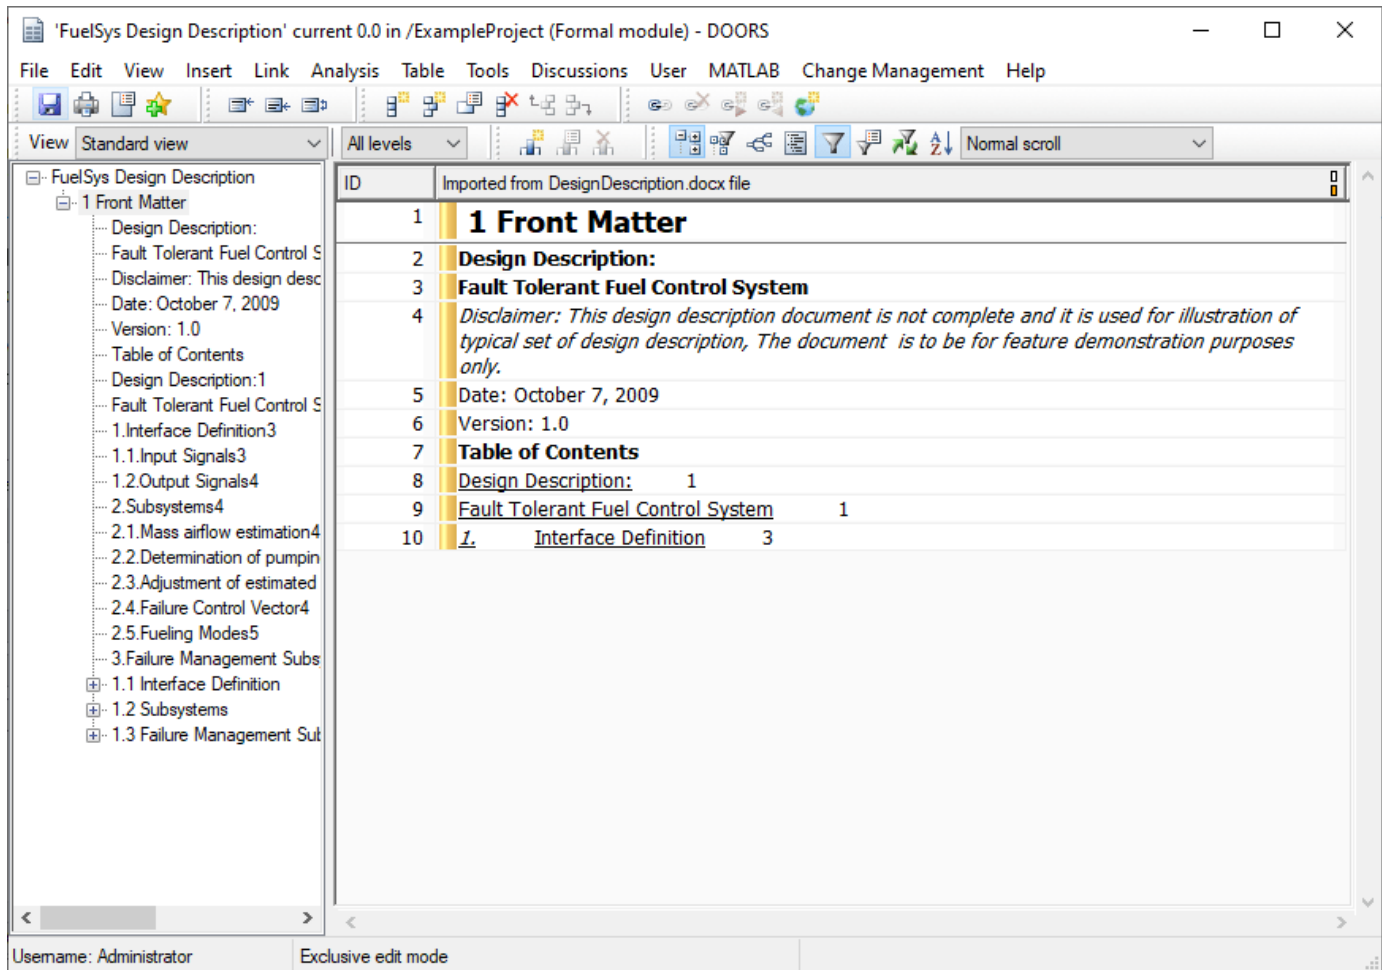 'FuelSys Design Description' current 0.0 in /ExampleProject (Formal module) - DOORS
File Edit View Insert Link Analysis Table Tools Discussions User MATLAB Change Management Help
View Standard view All levels Normal scroll
FuelSys Design Description
1 Front Matter
Design Description:
Fault Tolerant Fuel Control S
Disclaimer: This design desc
Date: October 7, 2009
Version: 1.0
Table of Contents
Design Description:1
Fault Tolerant Fuel Control S
1.Interface Definition3
1.1.Input Signals3
1.2.Output Signals4
2.Subsystems4
2.1.Mass airflow estimation4
2.2.Determination of pumpin
2.3.Adjustment of estimated
2.4.Failure Control Vector4
2.5.Fueling Modes5
3.Failure Management Subs
1.1 Interface Definition
1.2 Subsystems
1.3 Failure Management Sub
ID Imported from DesignDescription.docx file
1 1 Front Matter
2 Design Description:
3 Fault Tolerant Fuel Control System
4 Disclaimer: This design description document is not complete and it is used for illustration of
typical set of design description, The document is to be for feature demonstration purposes
only.
5 Date: October 7, 2009
6 Version: 1.0
7 Table of Contents
8 Design Description: 1
9 Fault Tolerant Fuel Control System 1
10 1. Interface Definition 3
Username: Administrator Exclusive edit mode